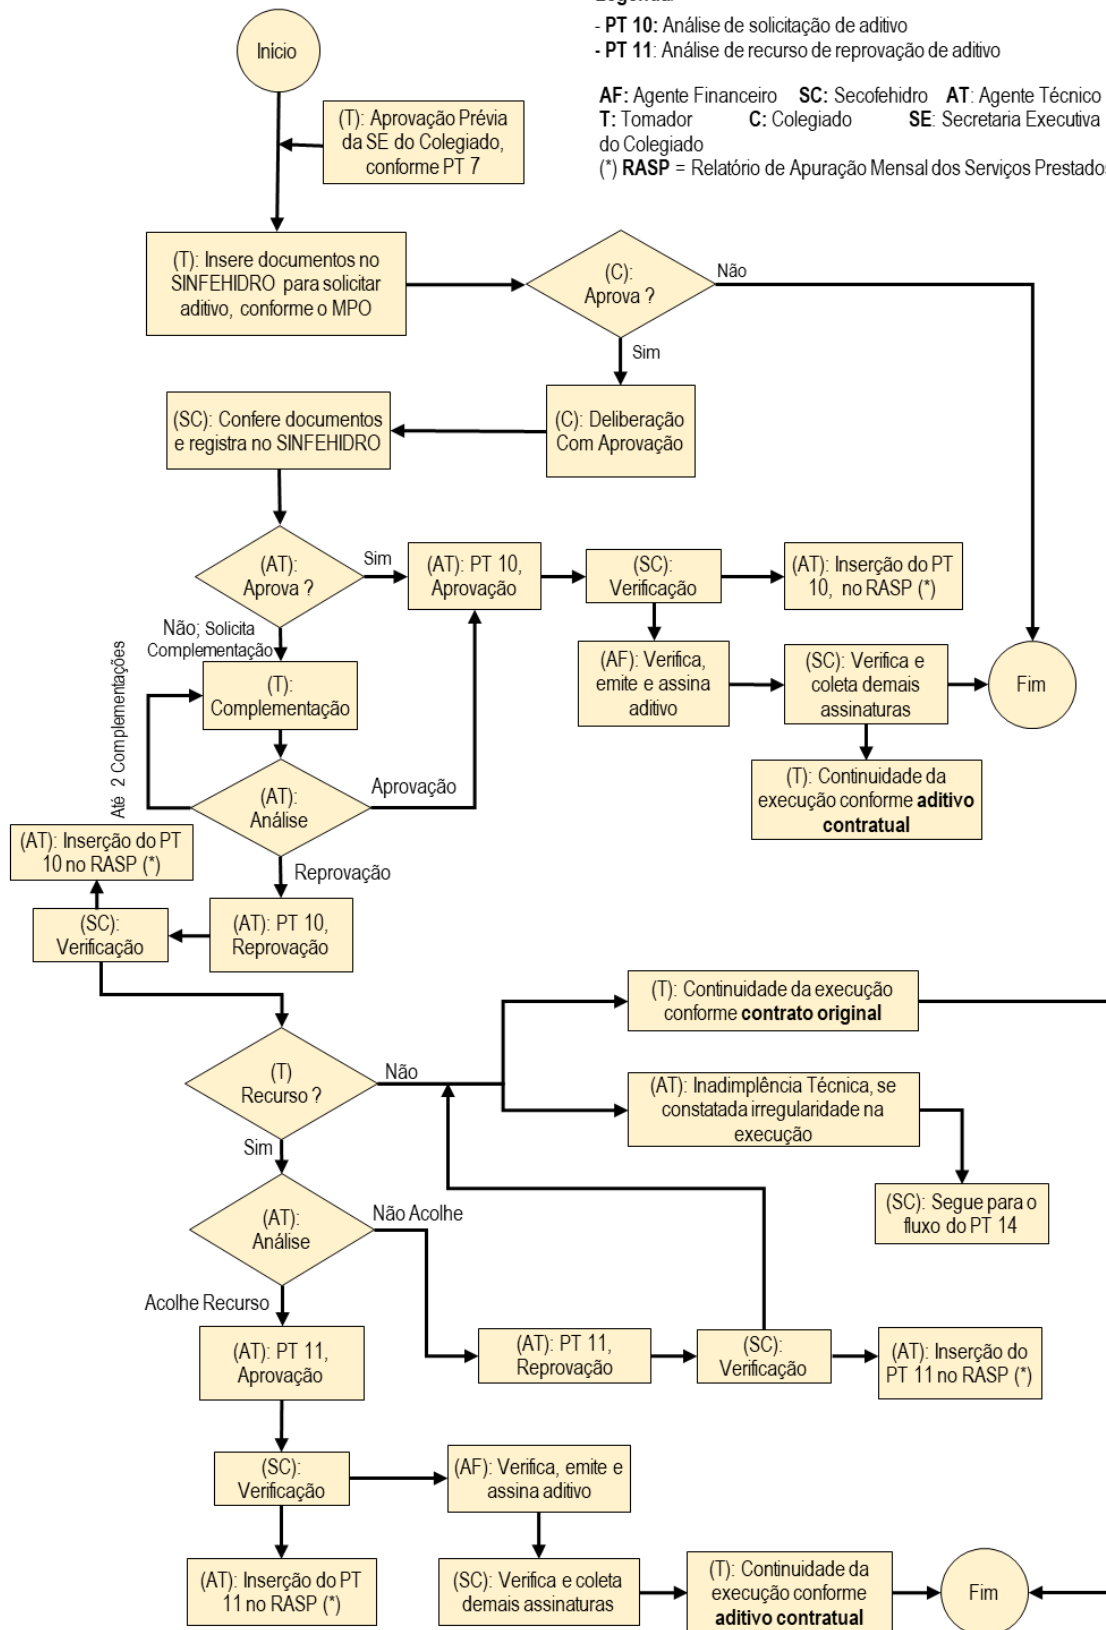 Legenda:
- PT 10: Análise de solicitação de aditivo
- PT 11: Análise de recurso de reprovação de aditivo
AF: Agente Financeiro SC: Secofehidro AT: Agente Técnico
T: Tomador C: Colegiado SE: Secretaria Executiva
do Colegiado
(*) RASP = Relatório de Apuração Mensal dos Serviços Prestados
Início
(T): Aprovação Prévia
da SE do Colegiado,
conforme PT 7
(T): Insere documentos no
SINFEHIDRO para solicitar
aditivo, conforme o MPO
(C):
Aprova ?
Não
Sim
(SC): Confere documentos
e registra no SINFEHIDRO
(C): Deliberação
Com Aprovação
(AT):
Aprova ?
Sim
(AT): PT 10,
Aprovação
(SC):
Verificação
(AT): Inserção do PT
10, no RASP (*)
Não; Solicita
Complementação
(T):
Complementação
(AF): Verifica,
emite e assina
aditivo
(SC): Verifica e
coleta demais
assinaturas
Fim
Até 2 Complementações
(AT):
Análise
Aprovação
(T): Continuidade da
execução conforme aditivo
contratual
(AT): Inserção do PT
10 no RASP (*)
Reprovação
(SC):
Verificação
(AT): PT 10,
Reprovação
(T): Continuidade da execução
conforme contrato original
(T)
Recurso ?
Não
(AT): Inadimplência Técnica, se
constatada irregularidade na
execução
Sim
(SC): Segue para o
fluxo do PT 14
(AT):
Análise
Não Acolhe
Acolhe Recurso
(AT): PT 11,
Aprovação
(AT): PT 11,
Reprovação
(SC):
Verificação
(AT): Inserção do
PT 11 no RASP (*)
(SC):
Verificação
(AF): Verifica, emite e
assina aditivo
(AT): Inserção do PT
11 no RASP (*)
(SC): Verifica e coleta
demais assinaturas
(T): Continuidade da
execução conforme
aditivo contratual
Fim